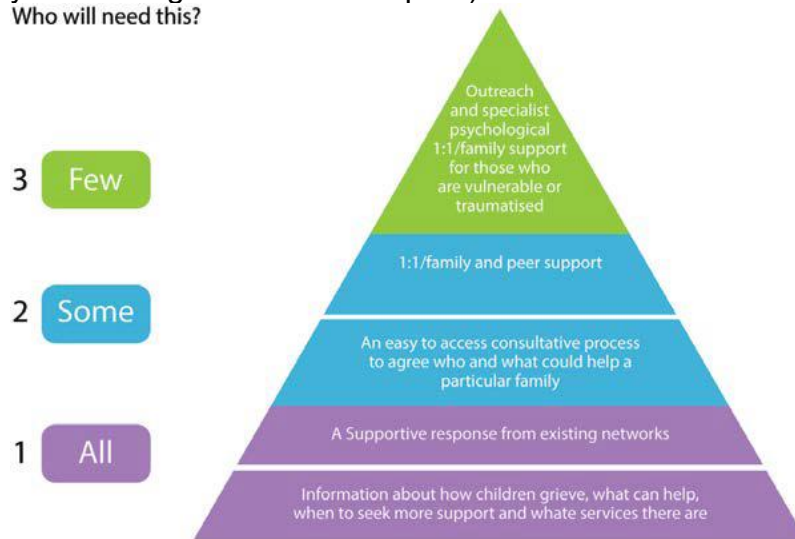 Who will need this?
Outreach
and specialist
psychological
1:1/family support
for those who
are vulnerable or
traumatised
3 Few
1:1/family and peer support
2 Some
An easy to access consultative process
to agree who and what could help a
particular family
A Supportive response from existing networks
1 All
Information about how children grieve, what can help,
when to seek more support and whate services there are